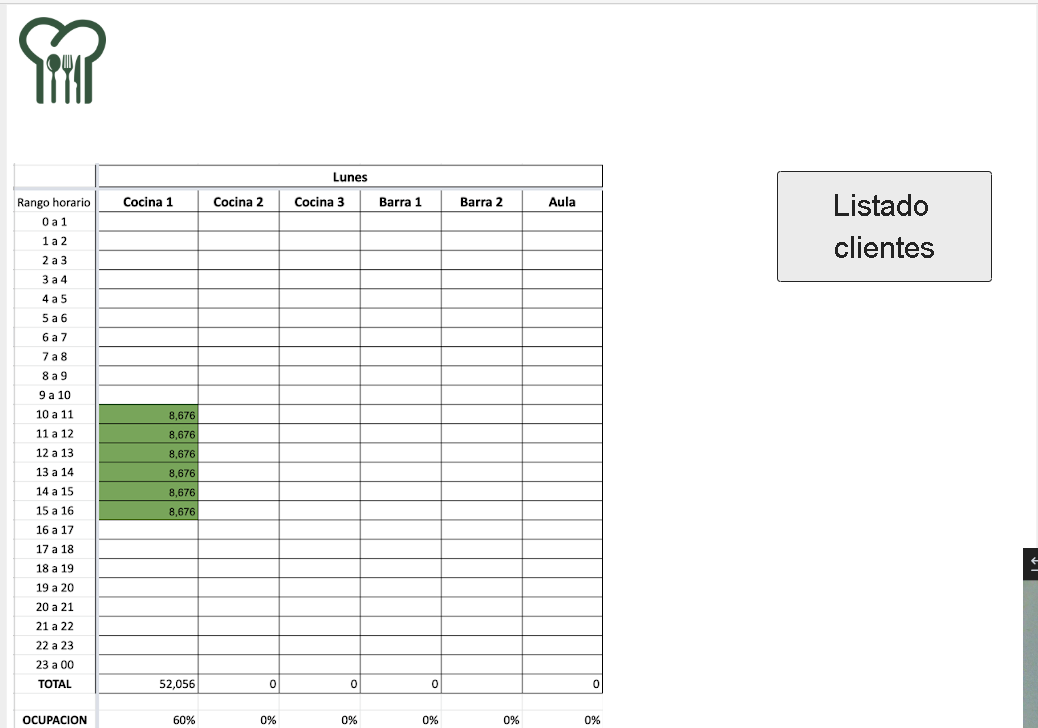 Lunes
Rango horario Cocina 1 Cocina 2 Cocina 3 Barra 1 Barra 2 Aula
0 a 1
1 a 2
2 a 3
3 a 4
4 a 5
5 a 6
6 a 7
7 a 8
8 a 9
9 a 10
10 a 11 8,676
11 a 12 8,676
12 a 13 8,676
13 a 14 8,676
14 a 15 8,676
15 a 16 8,676
16 a 17
17 a 18
18 a 19
19 a 20
20 a 21
21 a 22
22 a 23
23 a 00
TOTAL 52,056 0 0 0 0
OCUPACION 60% 0% 0% 0% 0% 0%
Listado
clientes